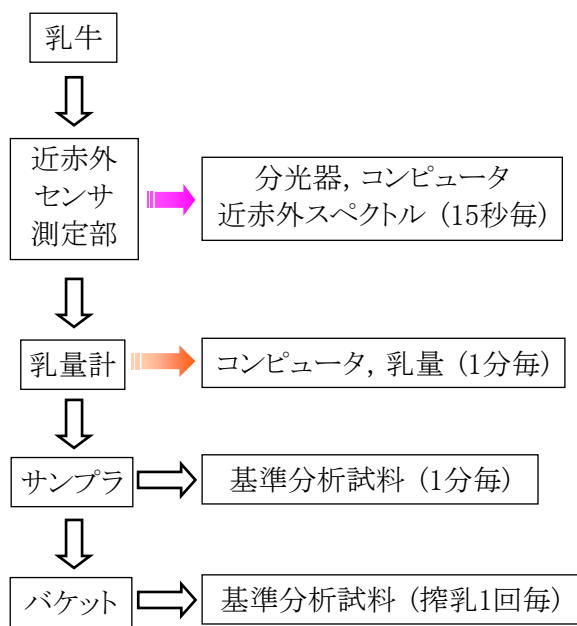 乳牛
近赤外
センサ
測定部
分光器, コンピュータ
近赤外スペクトル (15秒毎)
乳量計
コンピュータ, 乳量 (1分毎)
サンプラ
基準分析試料 (1分毎)
バケット
基準分析試料 (搾乳1回毎)